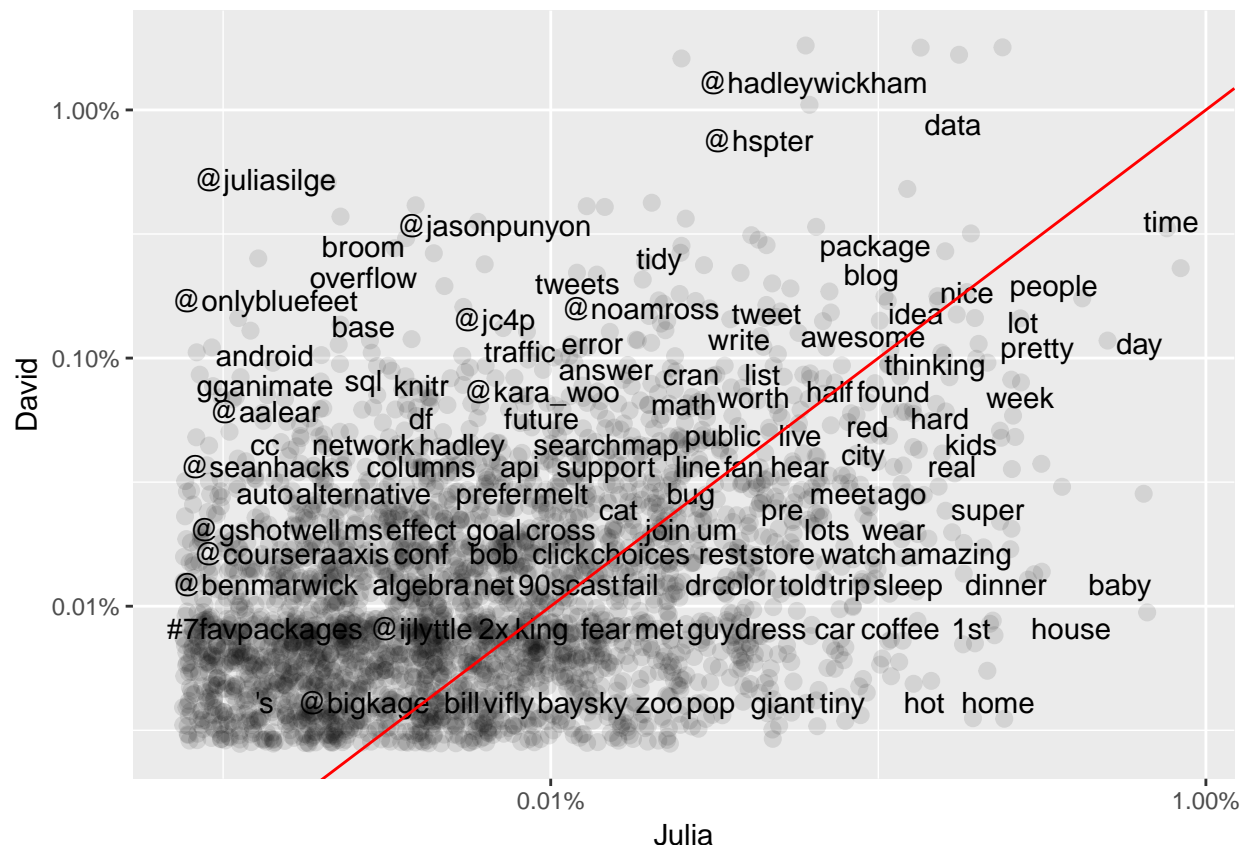 @hadleywickham
1.00%
data
@hspter
@juliasilge
time
@jasonpunyon
broom package
tidy
overflow blog
tweets nice people
@onlybluefeet @noamross
@jc4p tweet idea
base lot
error write awesome
traffic pretty day
0.10%
android thinking
answer
sql cran list
gganimate knitr @kara_woo half found
worth week
@aalear df future math hard
public live red
cc network hadley searchmap kids
city
@seanhacks columns api support line fan hear real
auto alternative prefer melt bug meet ago
cat pre super
@gshotwell ms effect goal cross join um lots wear
@coursera axis conf bob click choices rest store watch amazing
@benmarwick algebra net 90s cast fail dr color told trip sleep dinner baby
0.01%
#7favpackages @ijlyttle 2x king fear met guy dress car coffee 1st house
's @bigkage bill vifly bay sky zoo pop giant tiny hot home
David
0.01% 1.00%
Julia